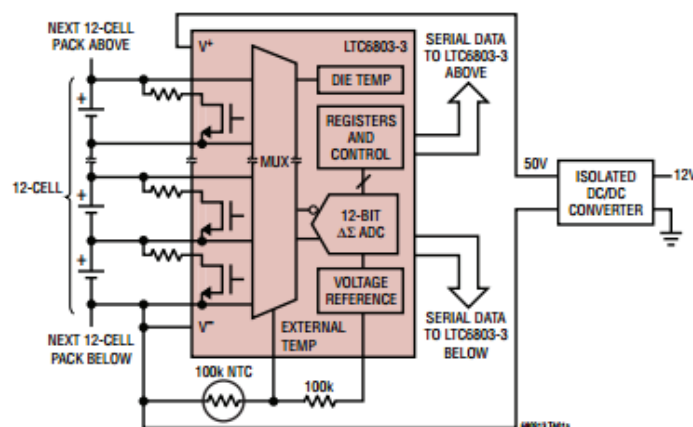 NEXT 12-CELL
PACK ABOVE
V+
LTC6803-3
SERIAL DATA
TO LTC6803-3
ABOVE
DIE TEMP
REGISTERS
AND
CONTROL
MUX
50V
ISOLATED
DC/DC
CONVERTER
12V
12-CELL
12-BIT
ΔΣ ADC
VOLTAGE
REFERENCE
V−
EXTERNAL
TEMP
SERIAL DATA
TO LTC6803-3
BELOW
NEXT 12-CELL
PACK BELOW
100k NTC
100k